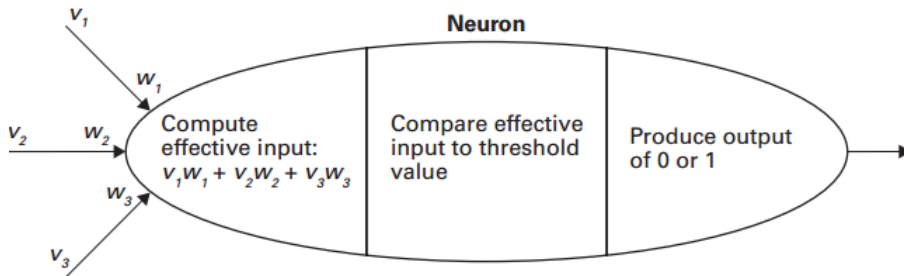 Neuron
v₁
w₁
v₂
w₂
w₃
v₃
Compute
effective input:
v₁w₁ + v₂w₂ + v₃w₃
Compare effective
input to threshold
value
Produce output
of 0 or 1